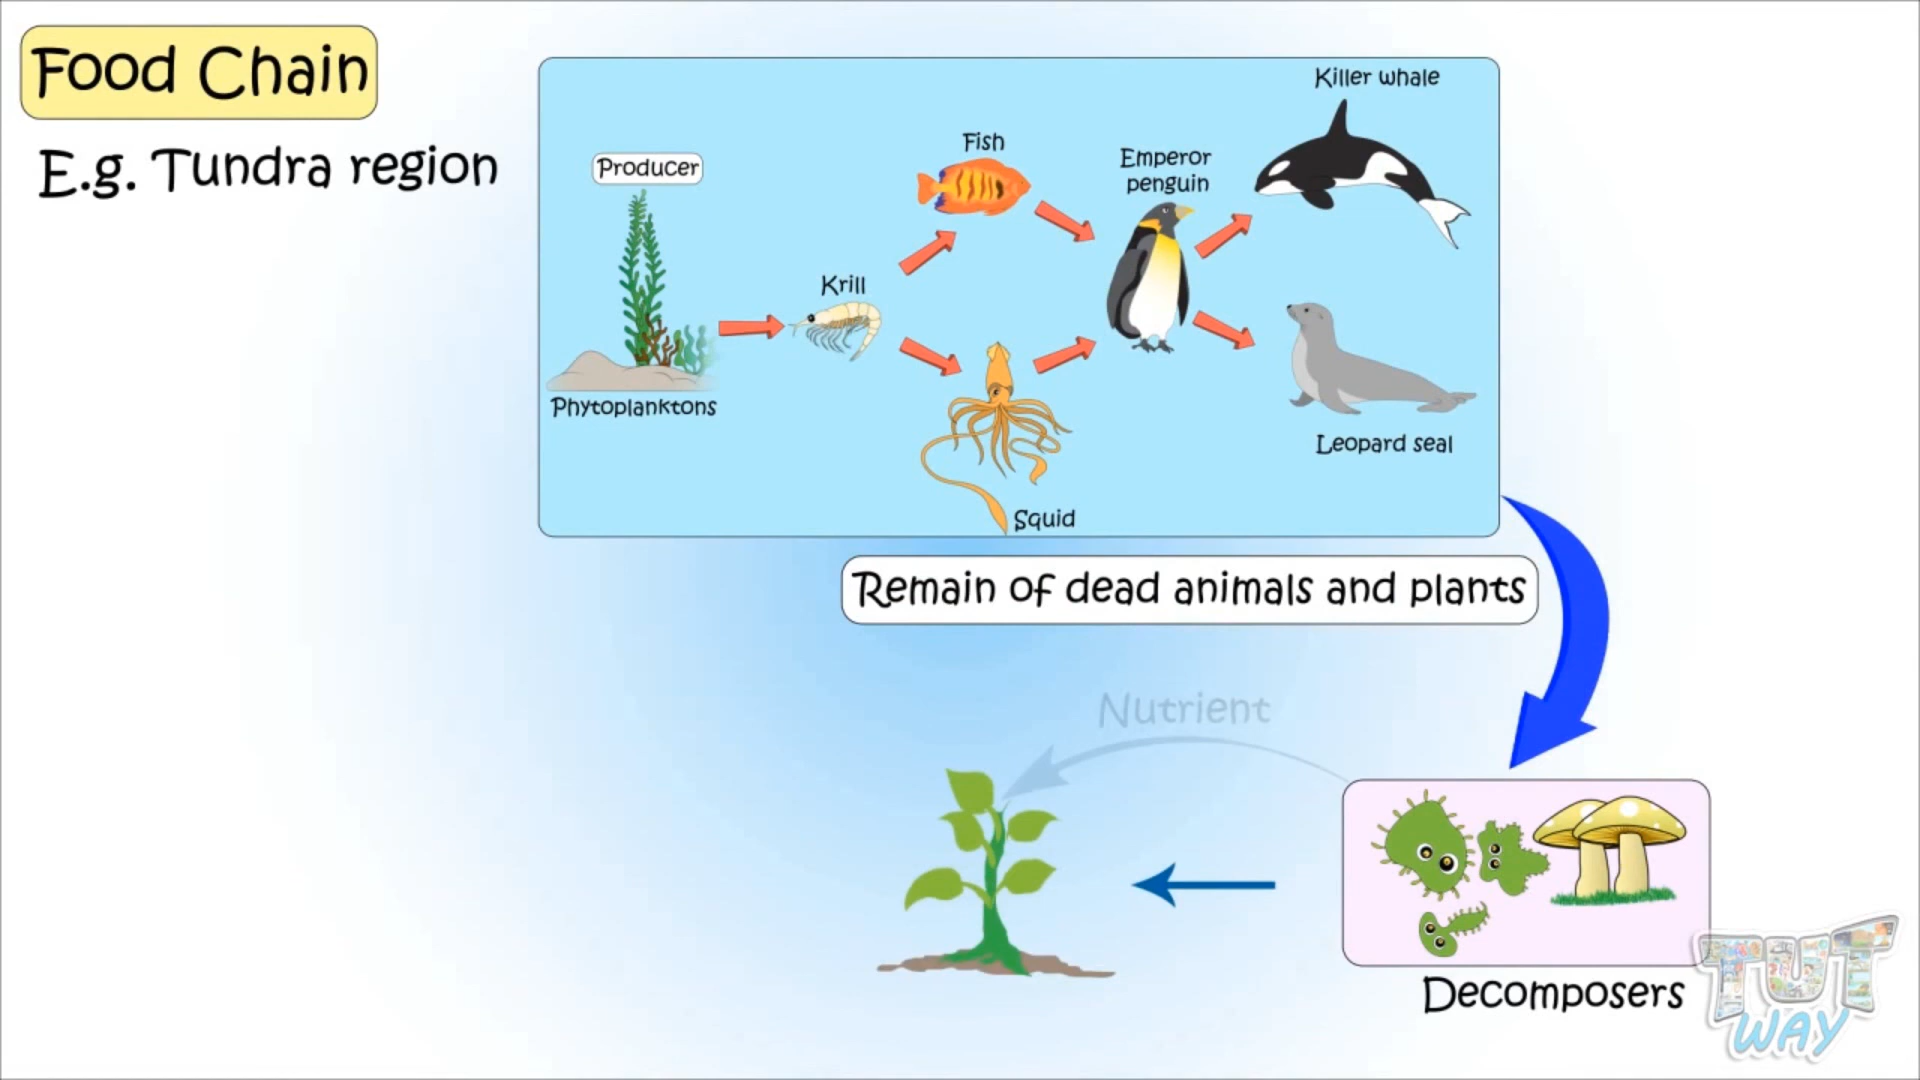 Food Chain
E.g. Tundra region
Producer
Phytoplanktons
Krill
Fish
Squid
Emperor
penguin
Killer whale
Leopard seal
Remain of dead animals and plants
Nutrient
Decomposers
TUT
WAY